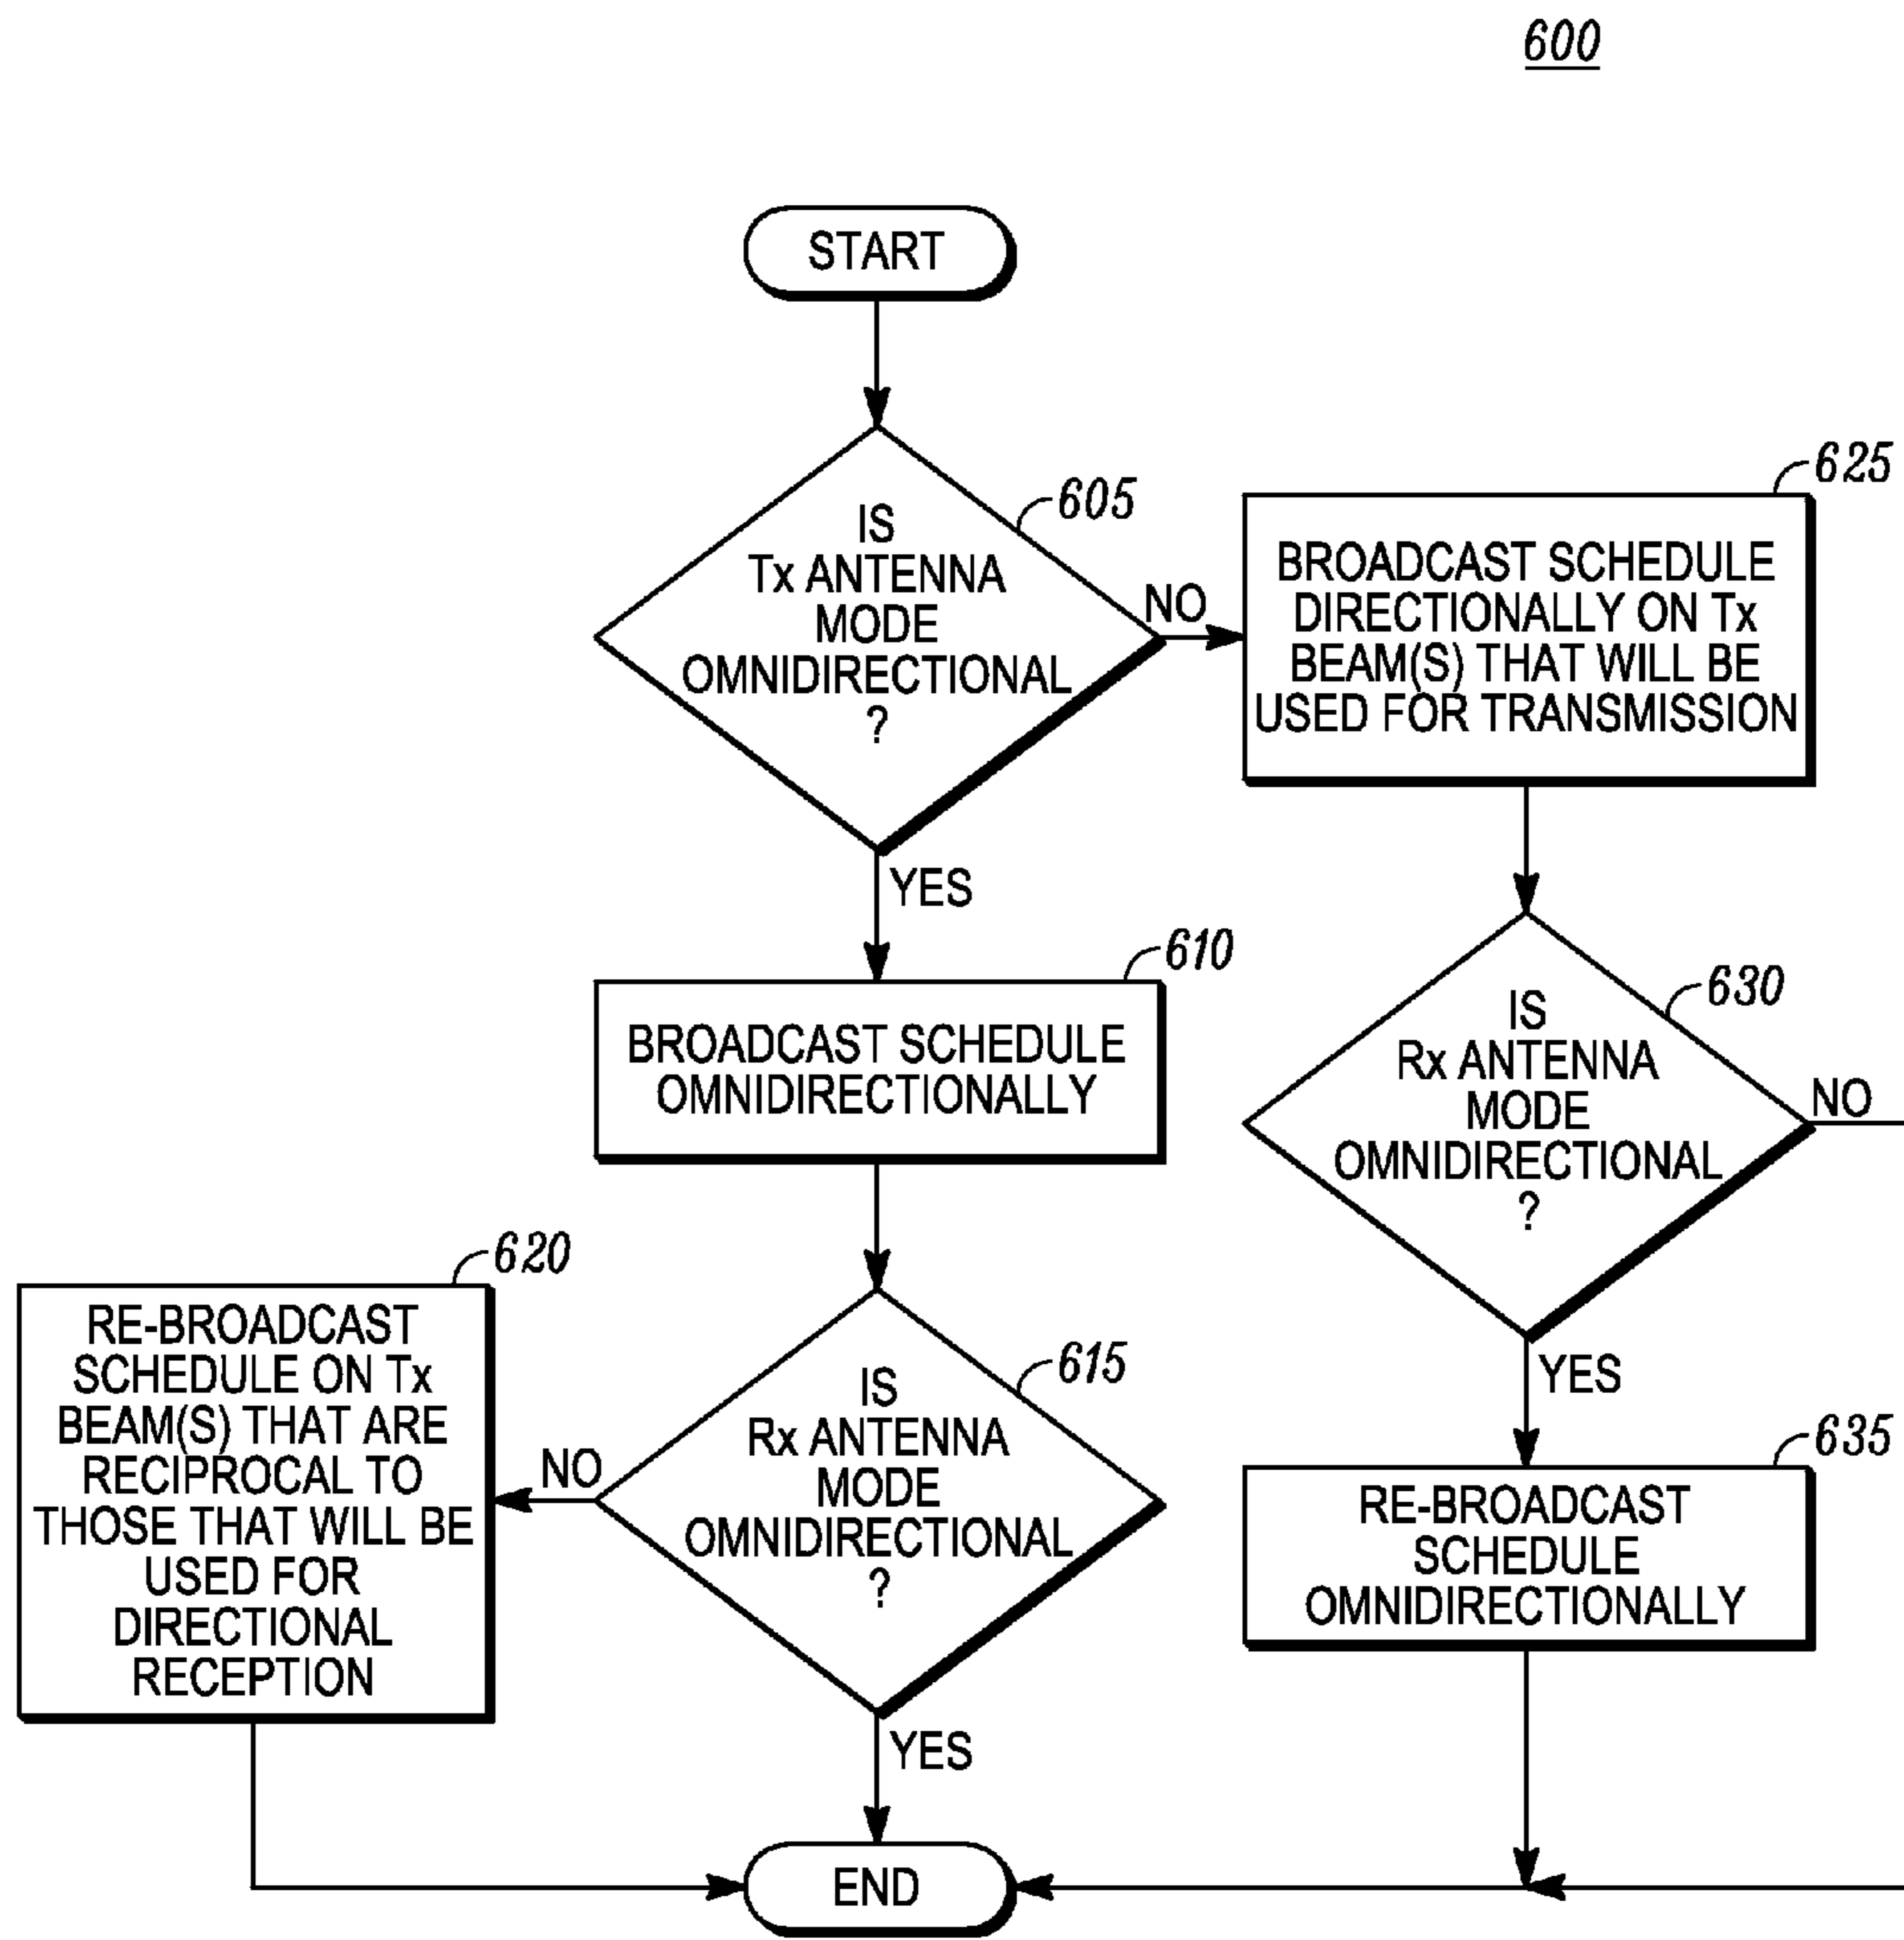 600
START
605
IS
Tx ANTENNA
MODE
OMNIDIRECTIONAL
?
NO
YES
625
BROADCAST SCHEDULE
DIRECTIONALLY ON Tx
BEAM(S) THAT WILL BE
USED FOR TRANSMISSION
610
BROADCAST SCHEDULE
OMNIDIRECTIONALLY
630
IS
Rx ANTENNA
MODE
OMNIDIRECTIONAL
?
NO
YES
620
RE-BROADCAST
SCHEDULE ON Tx
BEAM(S) THAT ARE
RECIPROCAL TO
THOSE THAT WILL BE
USED FOR
DIRECTIONAL
RECEPTION
615
IS
Rx ANTENNA
MODE
OMNIDIRECTIONAL
?
NO
YES
635
RE-BROADCAST
SCHEDULE
OMNIDIRECTIONALLY
END